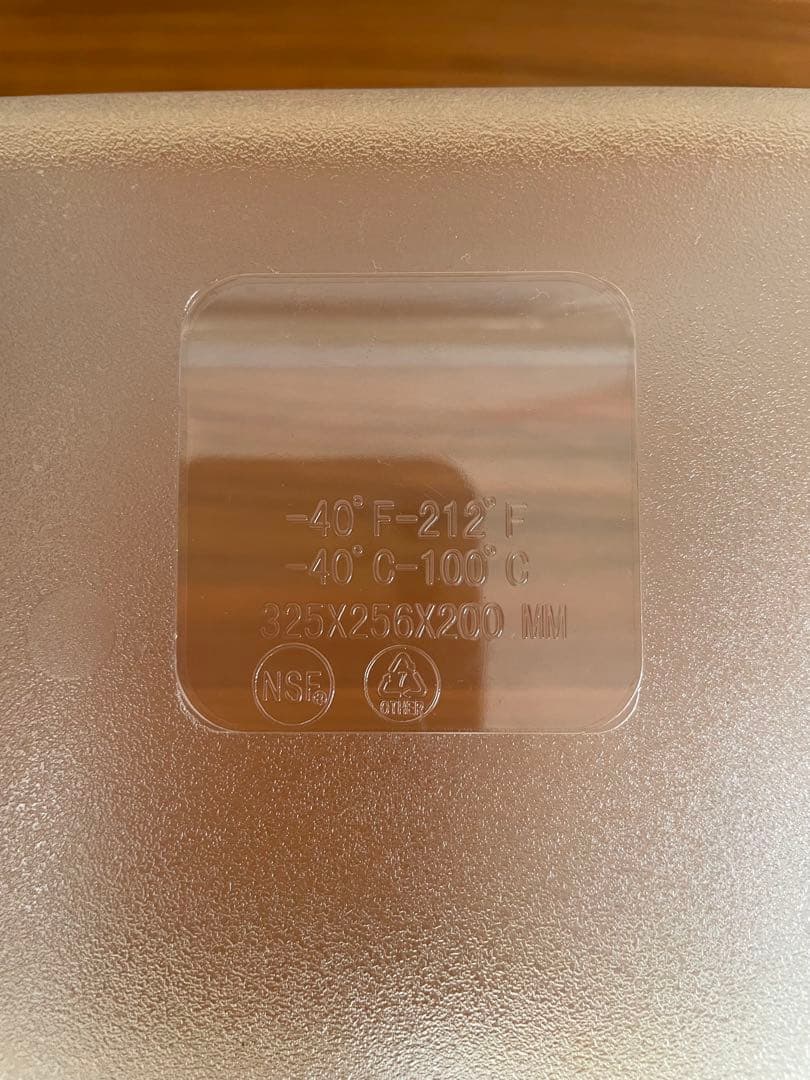 -40°F-212°F
-40°C-100°C
325X256X200 MM
NSF®
7
OTHER